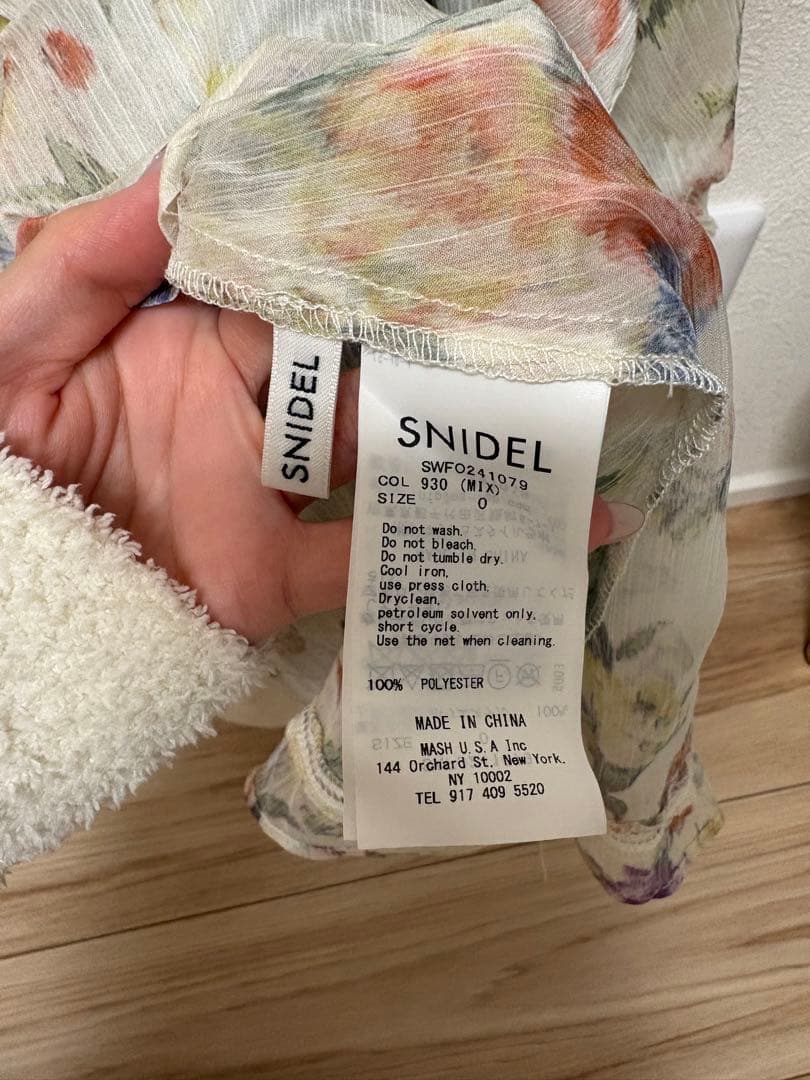 SNIDEL
SNIDEL
SWFO241079
COL 930 (MIX)
SIZE 0
Do not wash.
Do not bleach.
Do not tumble dry.
Cool iron,
use press cloth.
Dryclean,
petroleum solvent only.
short cycle.
Use the net when cleaning.
100% POLYESTER
MADE IN CHINA
MASH U.S.A Inc
144 Orchard St. New York.
NY 10002
TEL 917 409 5520